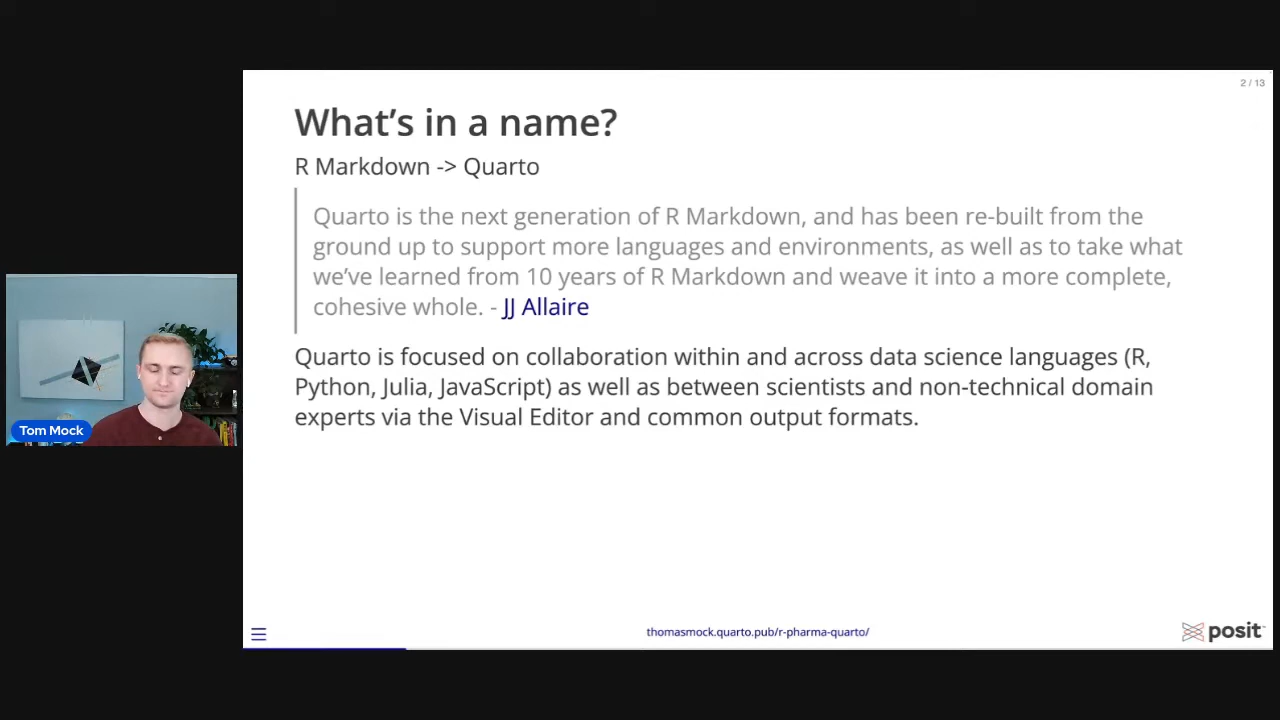 2 / 13
What's in a name?
R Markdown -> Quarto
Quarto is the next generation of R Markdown, and has been re-built from the
ground up to support more languages and environments, as well as to take what
we've learned from 10 years of R Markdown and weave it into a more complete,
cohesive whole. - JJ Allaire
Quarto is focused on collaboration within and across data science languages (R,
Python, Julia, JavaScript) as well as between scientists and non-technical domain
experts via the Visual Editor and common output formats.
Tom Mock
thomasmock.quarto.pub/r-pharma-quarto/
posit™